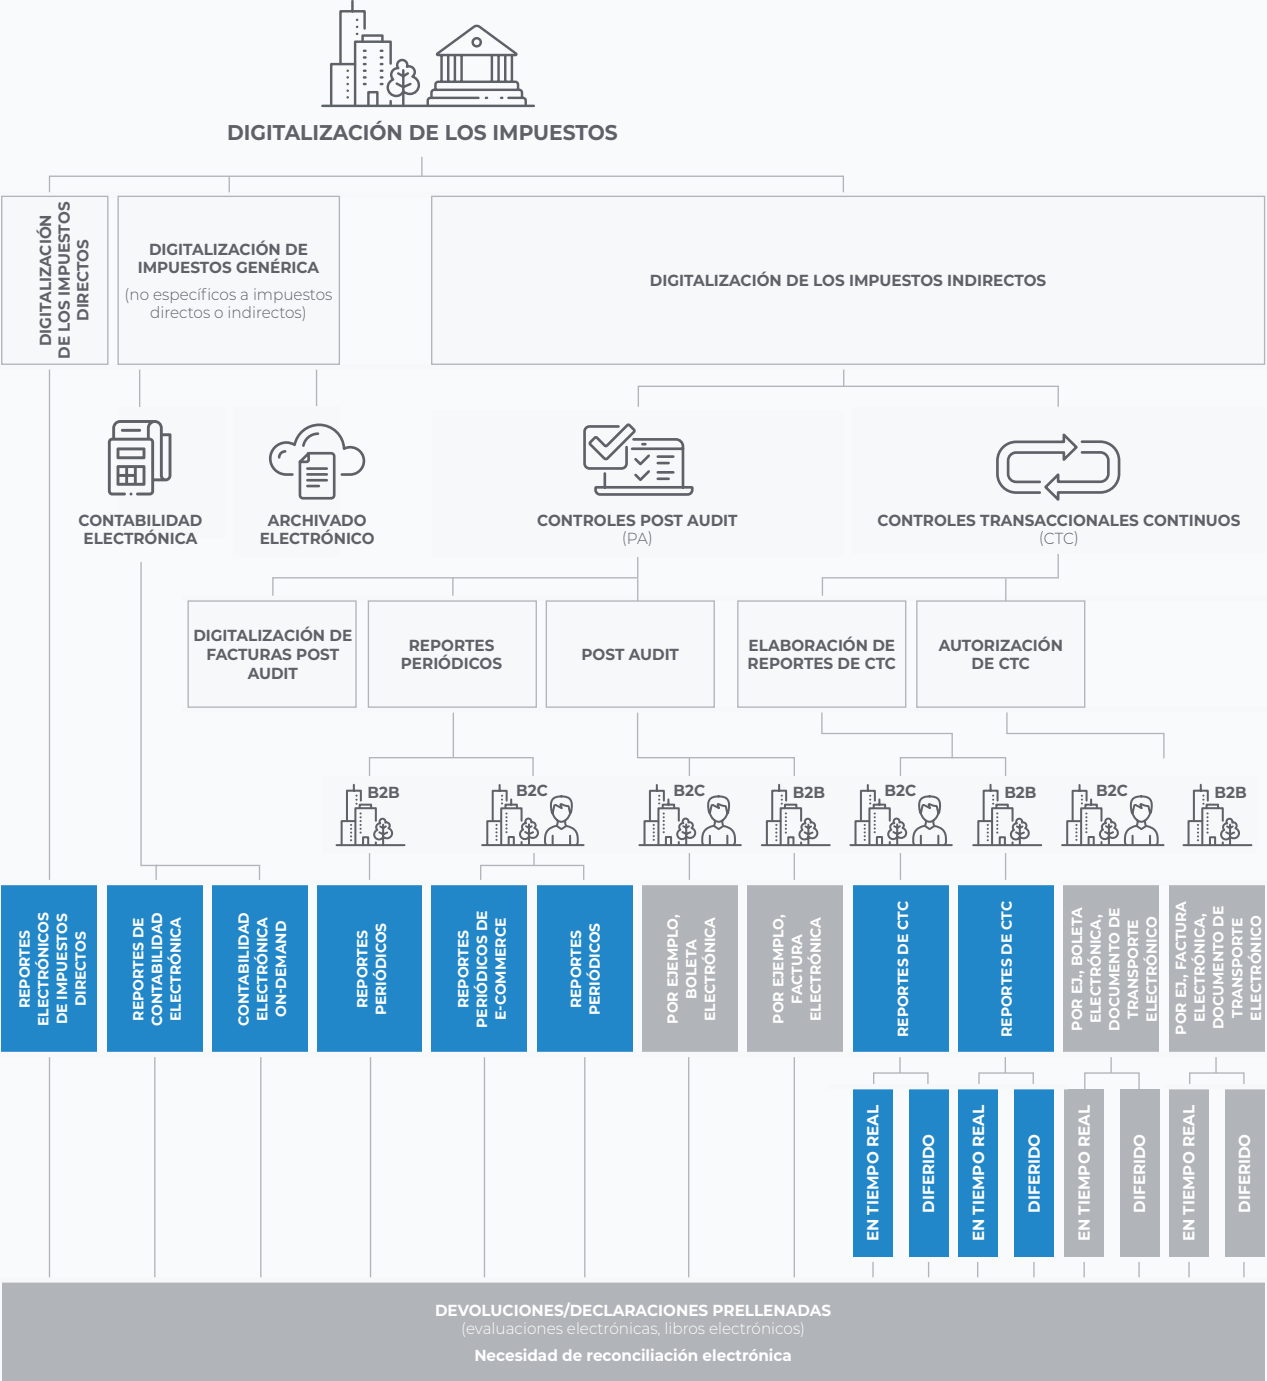 DIGITALIZACIÓN DE LOS IMPUESTOS
DIGITALIZACIÓN
DE LOS IMPUESTOS
DIRECTOS
DIGITALIZACIÓN DE
IMPUESTOS GENÉRICA
(no específicos a impuestos
directos o indirectos)
DIGITALIZACIÓN DE LOS IMPUESTOS INDIRECTOS
CONTABILIDAD
ELECTRÓNICA
ARCHIVADO
ELECTRÓNICO
CONTROLES POST AUDIT
(PA)
CONTROLES TRANSACCIONALES CONTINUOS
(CTC)
DIGITALIZACIÓN DE
FACTURAS POST
AUDIT
REPORTES
PERIÓDICOS
POST AUDIT
ELABORACIÓN DE
REPORTES DE CTC
AUTORIZACIÓN
DE CTC
B2B
B2C
B2C
B2B
B2C
B2B
B2C
B2B
REPORTES
ELECTRÓNICOS
DE IMPUESTOS
DIRECTOS
REPORTES DE
CONTABILIDAD
ELECTRÓNICA
CONTABILIDAD
ELECTRÓNICA
ON-DEMAND
REPORTES
PERIÓDICOS
REPORTES
PERIÓDICOS DE
E-COMMERCE
REPORTES
PERIÓDICOS
POR EJEMPLO,
BOLETA
ELECTRÓNICA
POR EJEMPLO,
FACTURA
ELECTRÓNICA
REPORTES DE CTC
REPORTES DE CTC
POR EJ., BOLETA
ELECTRÓNICA,
DOCUMENTO DE
TRANSPORTE
ELECTRÓNICO
POR EJ., FACTURA
ELECTRÓNICA,
DOCUMENTO DE
TRANSPORTE
ELECTRÓNICO
EN TIEMPO REAL
DIFERIDO
EN TIEMPO REAL
DIFERIDO
EN TIEMPO REAL
DIFERIDO
EN TIEMPO REAL
DIFERIDO
DEVOLUCIONES/DECLARACIONES PRELLENADAS
(evaluaciones electrónicas, libros electrónicos)
Necesidad de reconciliación electrónica